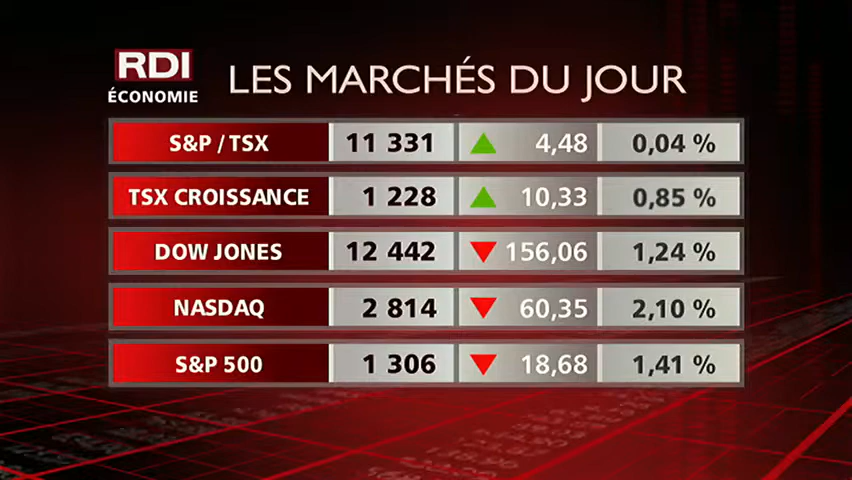 RDI
ÉCONOMIE
LES MARCHÉS DU JOUR
S&P / TSX 11 331 4,48 0,04 %
TSX CROISSANCE 1 228 10,33 0,85 %
DOW JONES 12 442 156,06 1,24 %
NASDAQ 2 814 60,35 2,10 %
S&P 500 1 306 18,68 1,41 %